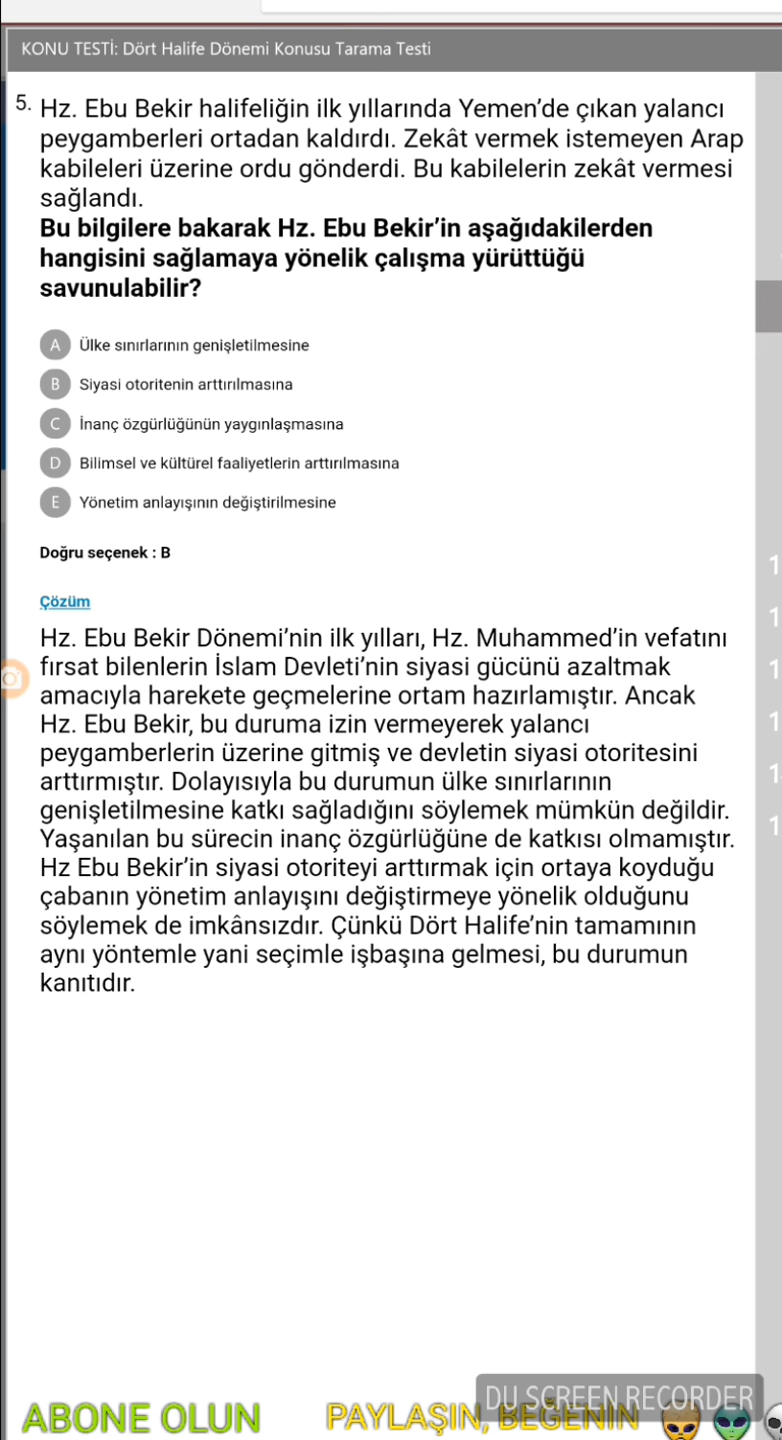 KONU TESTİ: Dört Halife Dönemi Konusu Tarama Testi
5. Hz. Ebu Bekir halifeliğin ilk yıllarında Yemen’de çıkan yalancı
peygamberleri ortadan kaldırdı. Zekât vermek istemeyen Arap
kabileleri üzerine ordu gönderdi. Bu kabilelerin zekât vermesi
sağlandı.
Bu bilgilere bakarak Hz. Ebu Bekir’in aşağıdakilerden
hangisini sağlamaya yönelik çalışma yürüttüğü
savunulabilir?
A Ülke sınırlarının genişletilmesine
B Siyasi otoritenin arttırılmasına
C İnanç özgürlüğünün yaygınlaşmasına
D Bilimsel ve kültürel faaliyetlerin arttırılmasına
E Yönetim anlayışının değiştirilmesine
Doğru seçenek : B
Çözüm
Hz. Ebu Bekir Dönemi’nin ilk yılları, Hz. Muhammed’in vefatını
fırsat bilenlerin İslam Devleti’nin siyasi gücünü azaltmak
amacıyla harekete geçmelerine ortam hazırlamıştır. Ancak
Hz. Ebu Bekir, bu duruma izin vermeyerek yalancı
peygamberlerin üzerine gitmiş ve devletin siyasi otoritesini
arttırmıştır. Dolayısıyla bu durumun ülke sınırlarının
genişletilmesine katkı sağladığını söylemek mümkün değildir.
Yaşanılan bu sürecin inanç özgürlüğüne de katkısı olmamıştır.
Hz Ebu Bekir’in siyasi otoriteyi arttırmak için ortaya koyduğu
çabanın yönetim anlayışını değiştirmeye yönelik olduğunu
söylemek de imkânsızdır. Çünkü Dört Halife’nin tamamının
aynı yöntemle yani seçimle işbaşına gelmesi, bu durumun
kanıtıdır.
1
1
1
1
1
1
DU SCREEN RECORDER
ABONE OLUN PAYLAŞIN, BEĞENİN